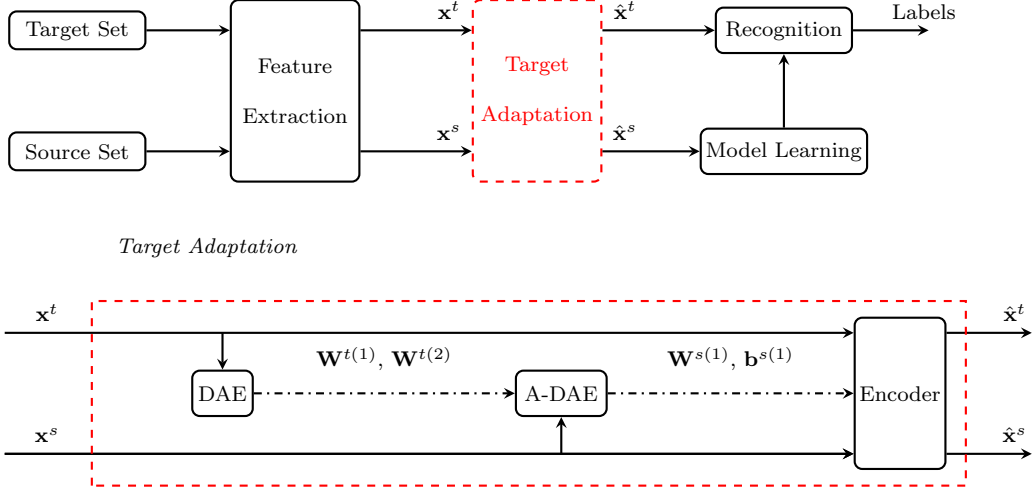 Target Set
Feature
Extraction
x^t
Target
Adaptation
x̂^t
Recognition
Labels
Source Set
x^s
x̂^s
Model Learning
Target Adaptation
x^t
W^{t(1)}, W^{t(2)}
W^{s(1)}, b^{s(1)}
x̂^t
DAE
A-DAE
Encoder
x^s
x̂^s